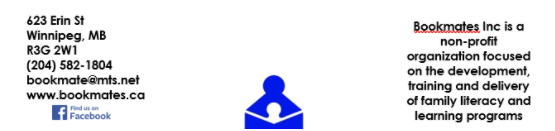 623 Erin St
Winnipeg, MB
R3G 2W1
(204) 582-1804
bookmate@mts.net
www.bookmates.ca
Find us on
Facebook
Bookmates Inc is a
non-profit
organization focused
on the development,
training and delivery
of family literacy and
learning programs